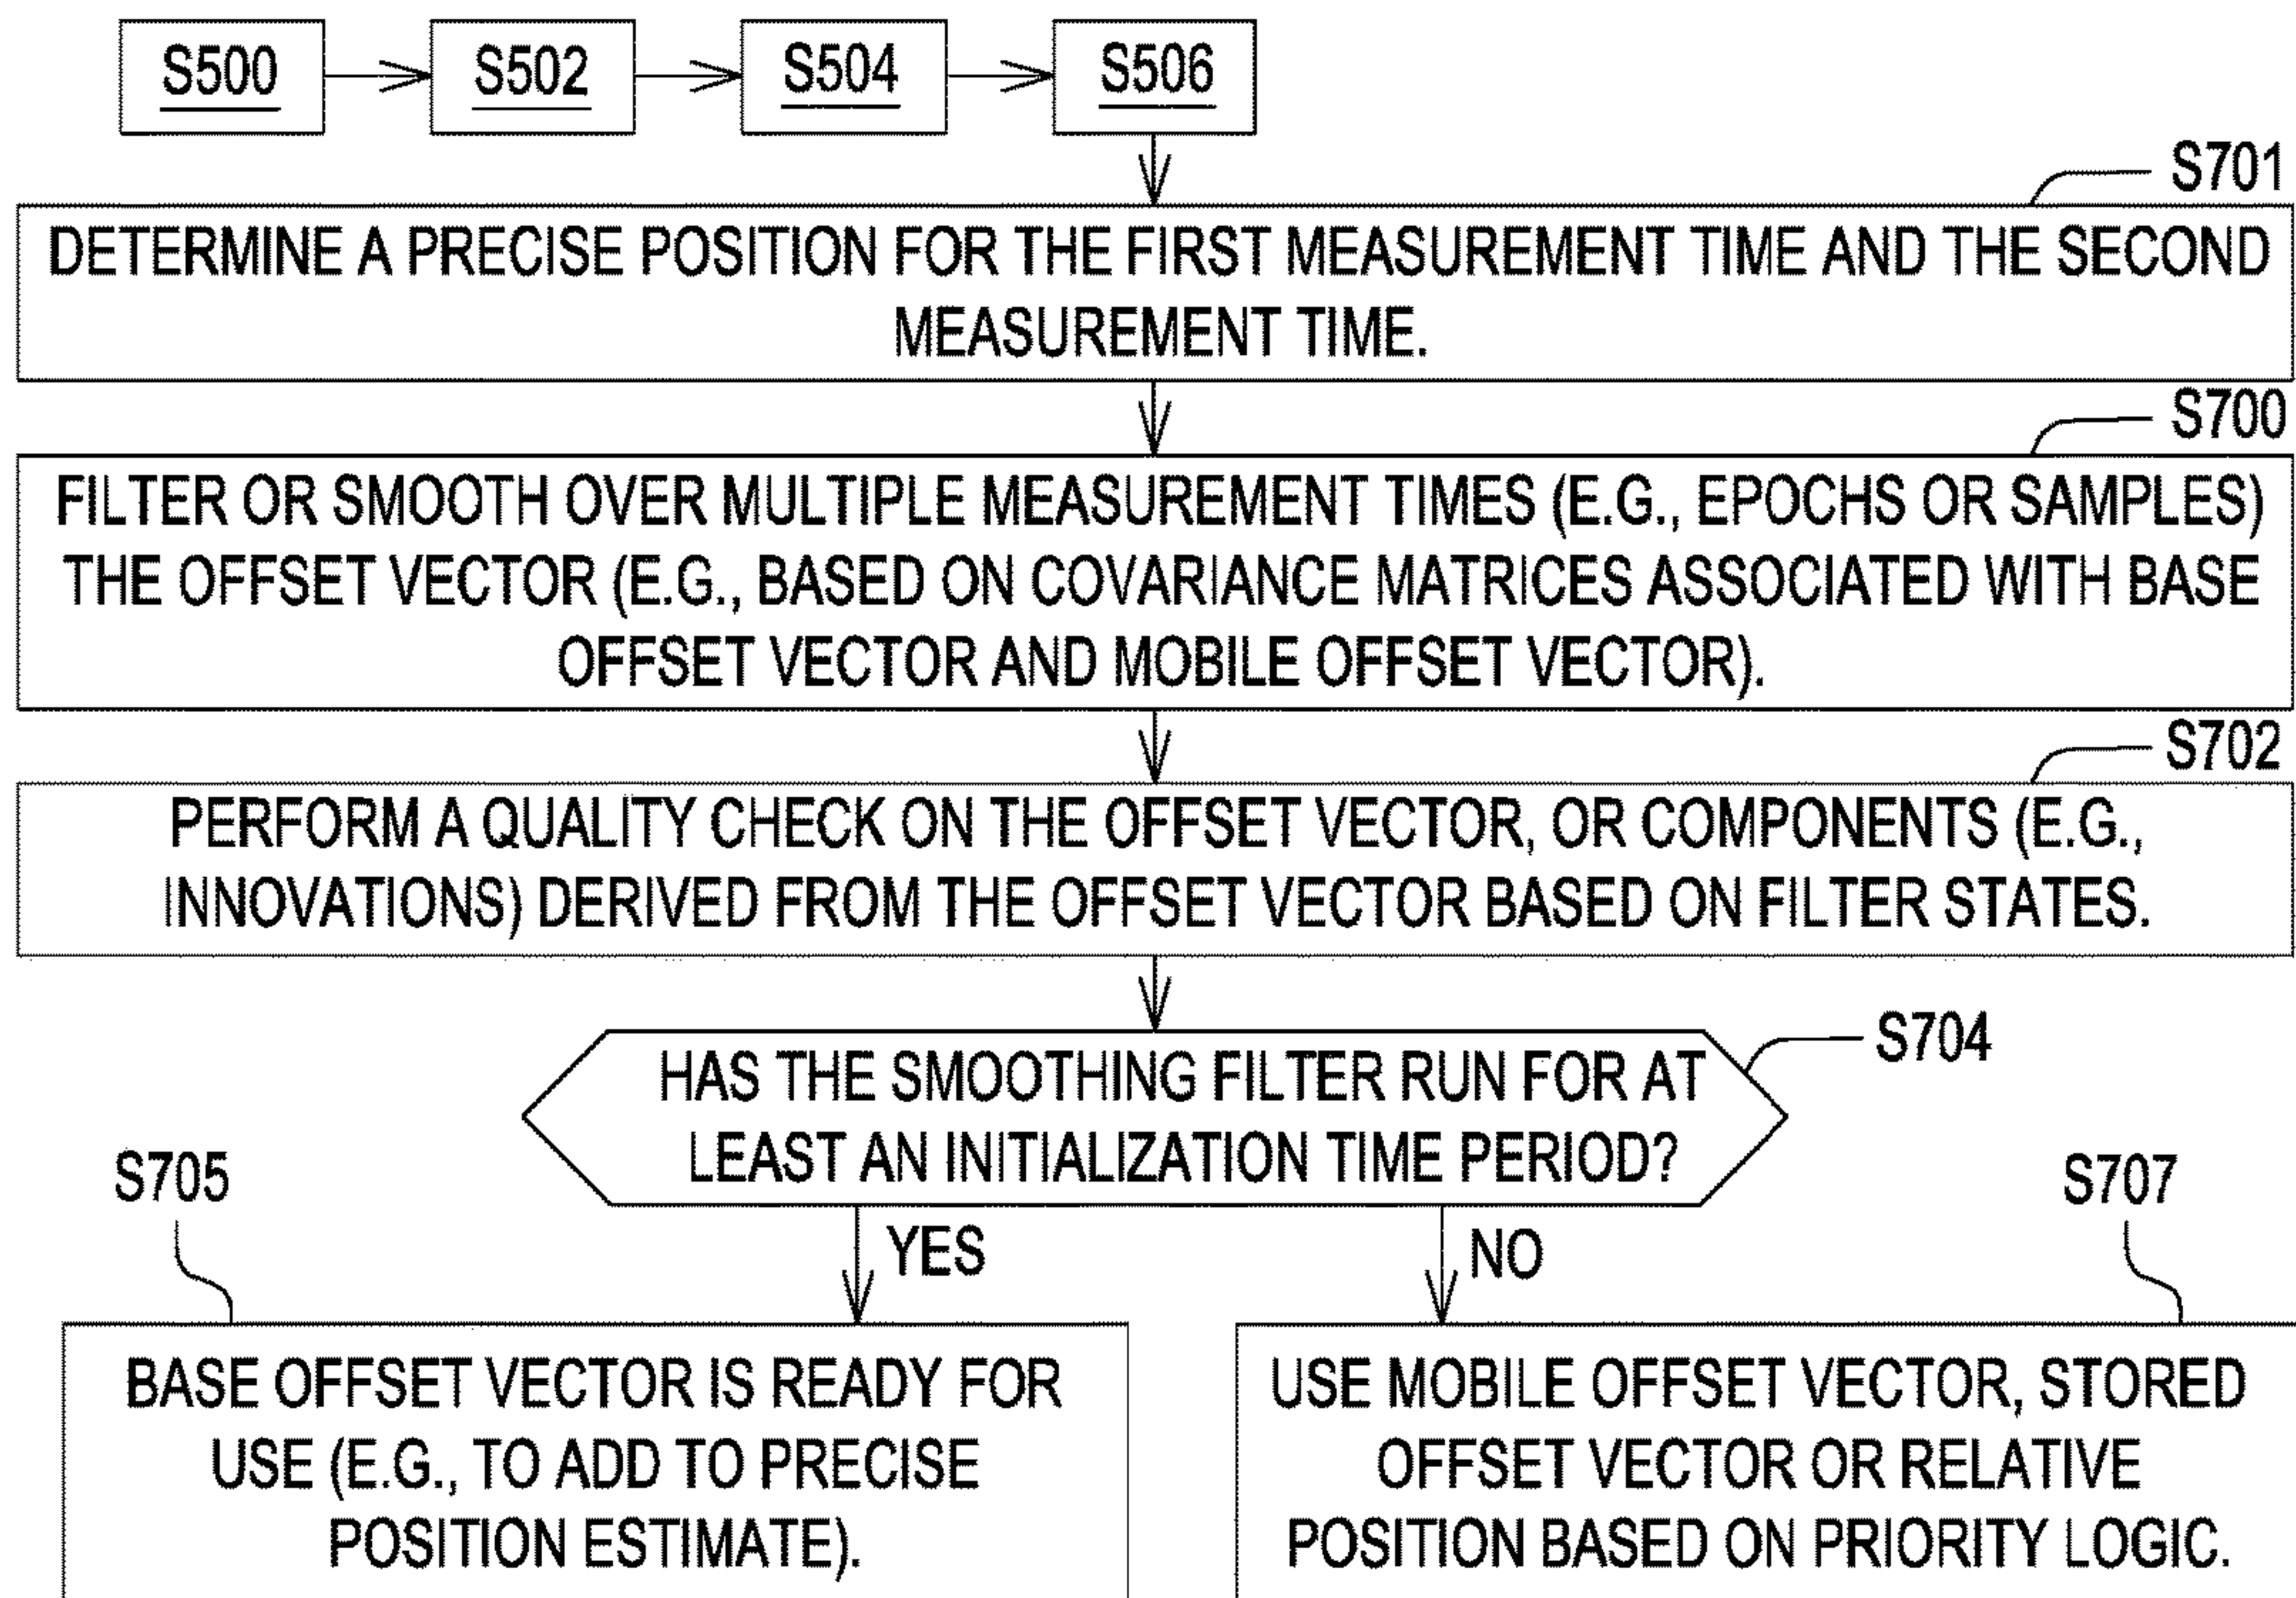 S500
S502
S504
S506
S701
DETERMINE A PRECISE POSITION FOR THE FIRST MEASUREMENT TIME AND THE SECOND
MEASUREMENT TIME.
S700
FILTER OR SMOOTH OVER MULTIPLE MEASUREMENT TIMES (E.G., EPOCHS OR SAMPLES)
THE OFFSET VECTOR (E.G., BASED ON COVARIANCE MATRICES ASSOCIATED WITH BASE
OFFSET VECTOR AND MOBILE OFFSET VECTOR).
S702
PERFORM A QUALITY CHECK ON THE OFFSET VECTOR, OR COMPONENTS (E.G.,
INNOVATIONS) DERIVED FROM THE OFFSET VECTOR BASED ON FILTER STATES.
S704
HAS THE SMOOTHING FILTER RUN FOR AT
LEAST AN INITIALIZATION TIME PERIOD?
S705
YES
BASE OFFSET VECTOR IS READY FOR
USE (E.G., TO ADD TO PRECISE
POSITION ESTIMATE).
S707
NO
USE MOBILE OFFSET VECTOR, STORED
OFFSET VECTOR OR RELATIVE
POSITION BASED ON PRIORITY LOGIC.